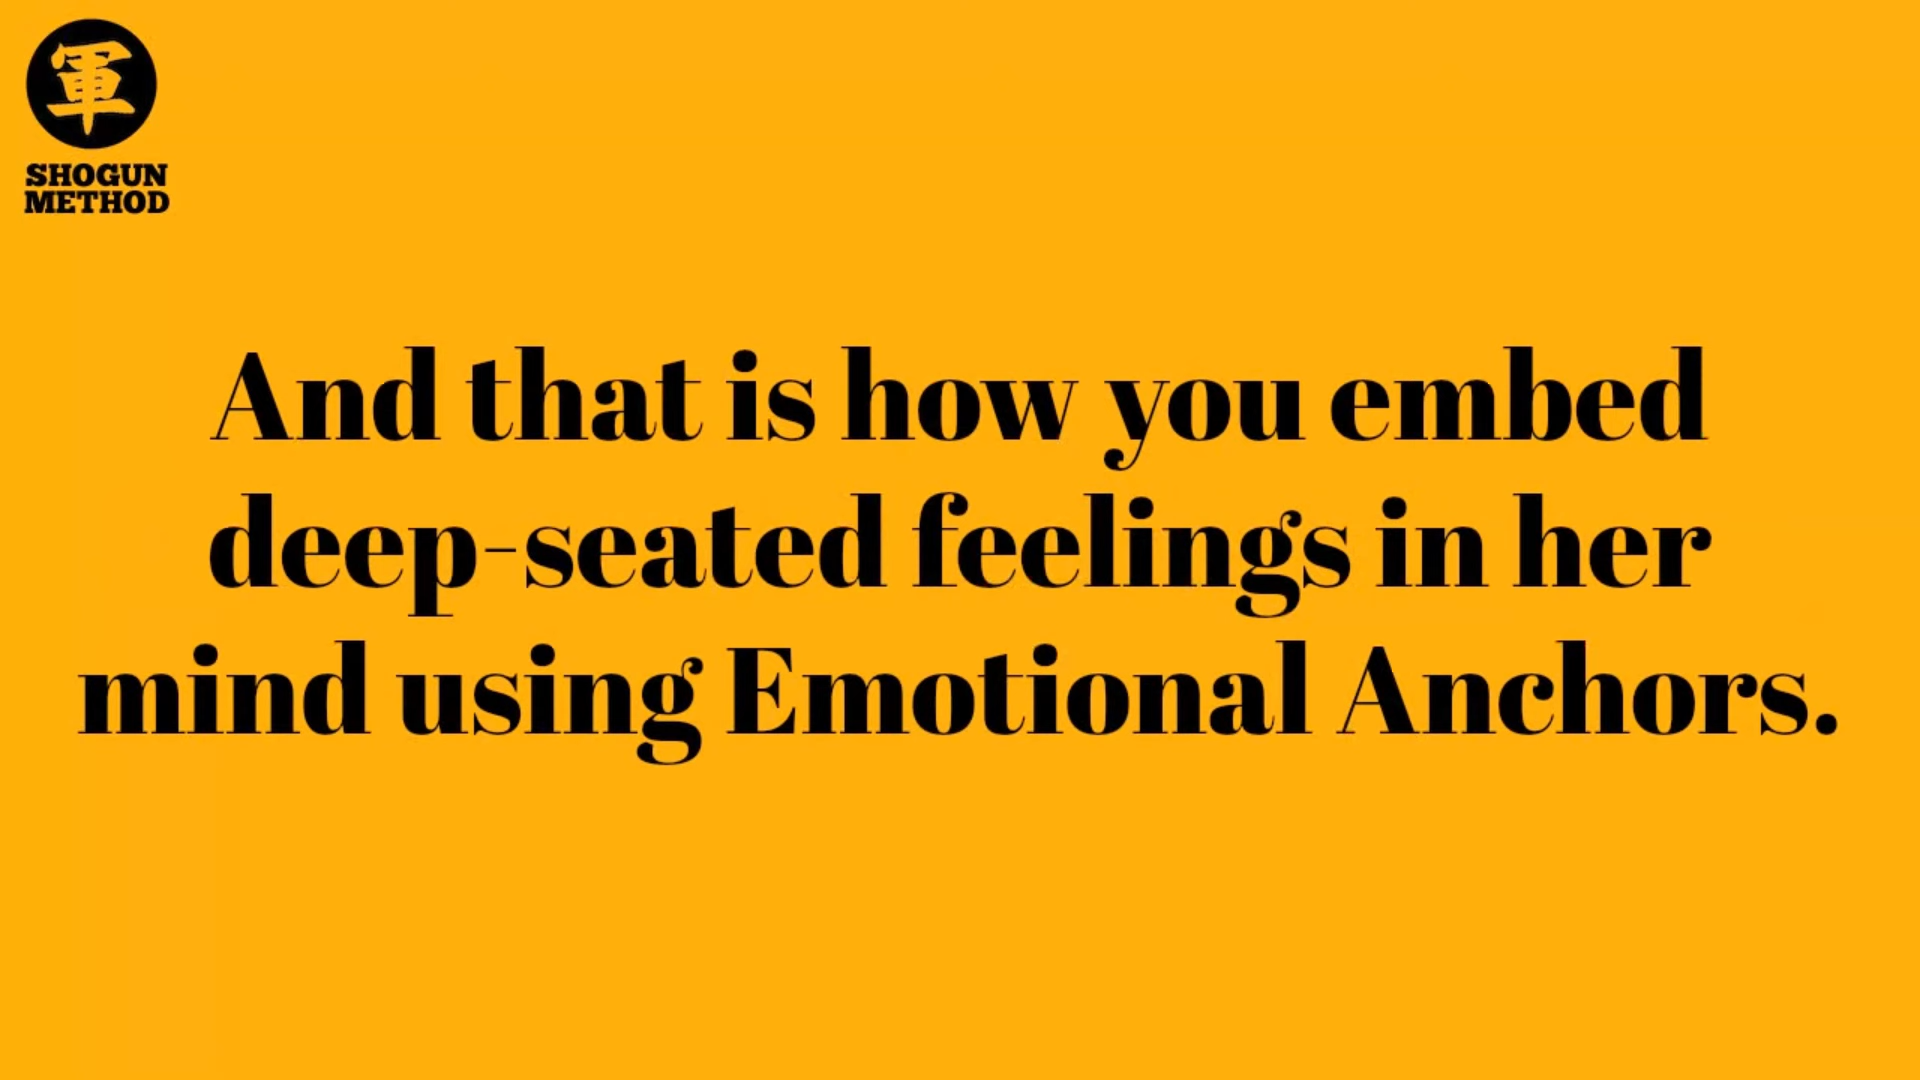 軍
SHOGUN
METHOD
And that is how you embed
deep-seated feelings in her
mind using Emotional Anchors.